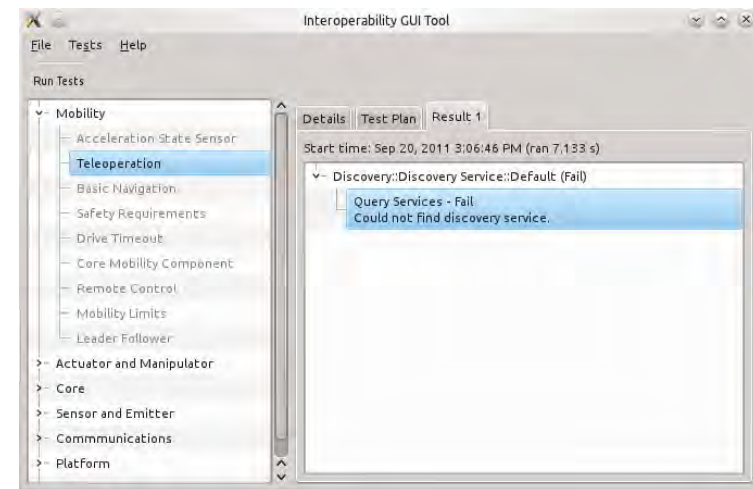 Interoperability GUI Tool
File Tests Help
Run Tests
Mobility
Acceleration State Sensor
Teleoperation
Basic Navigation
Safety Requirements
Drive Timeout
Core Mobility Component
Remote Control
Mobility Limits
Leader Follower
Actuator and Manipulator
Core
Sensor and Emitter
Commmunications
Platform
Details Test Plan Result 1
Start time: Sep 20, 2011 3:06:46 PM (ran 7.133 s)
Discovery::Discovery Service::Default (Fail)
Query Services - Fail
Could not find discovery service.